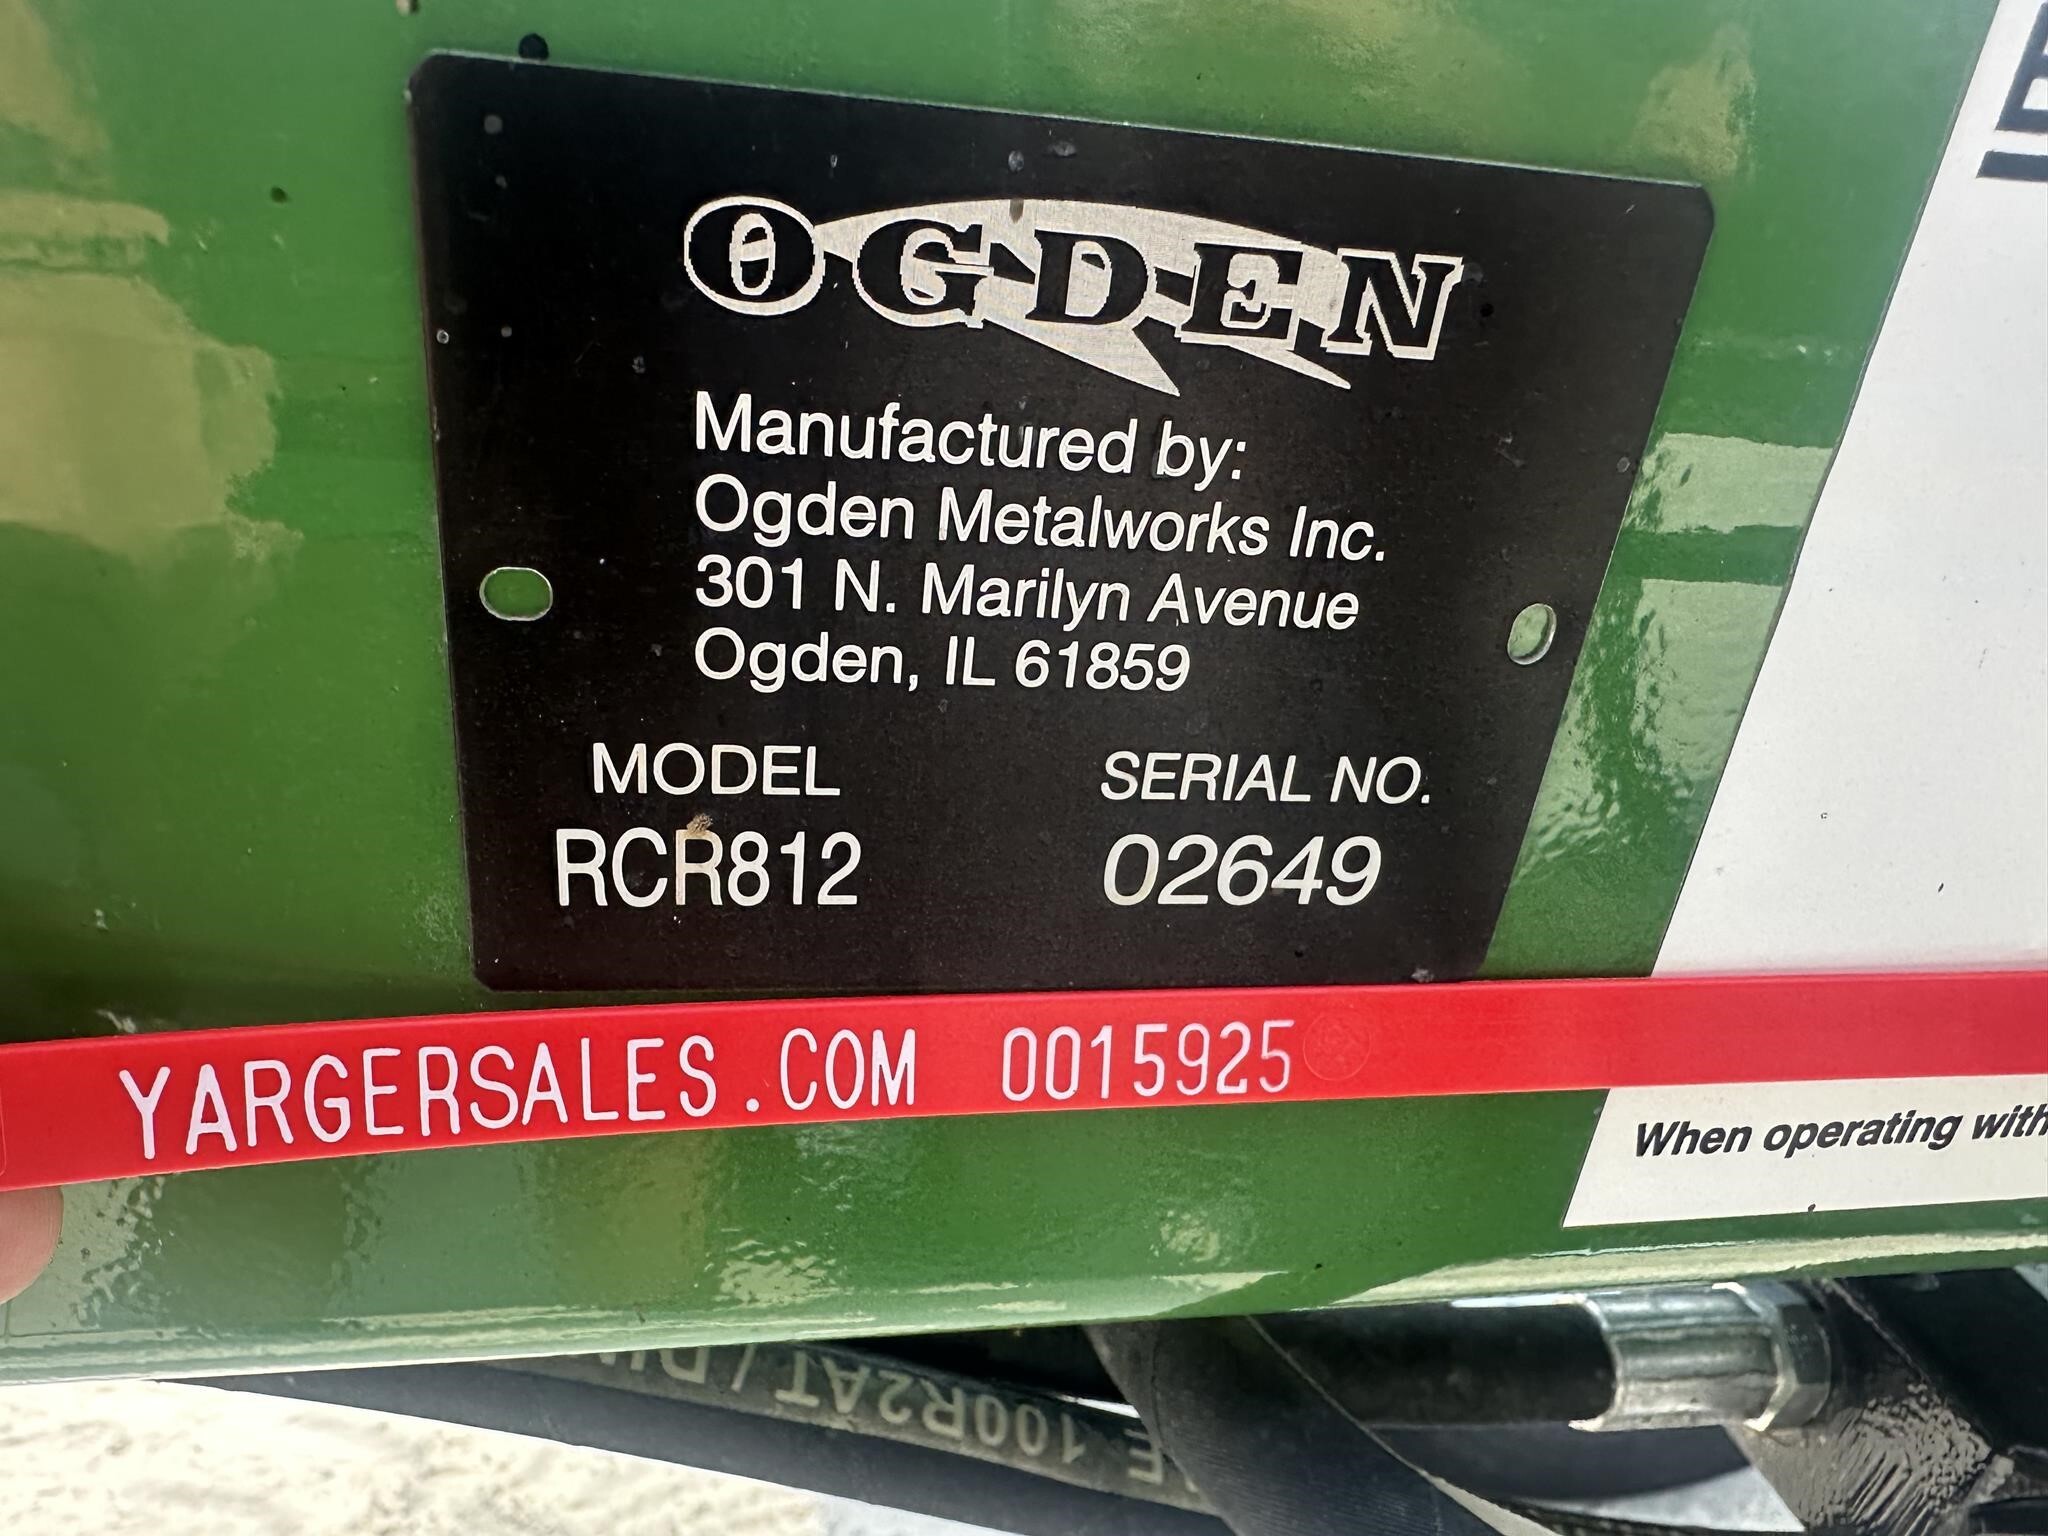 OGDEN
Manufactured by:
Ogden Metalworks Inc.
301 N. Marilyn Avenue
Ogden, IL 61859
MODEL SERIAL NO.
RCR812 02649
YARGERSALES.COM 0015925
When operating with
100R2AT /